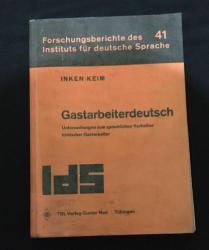 Forschungsberichte des
Instituts für deutsche Sprache
41
INKEN KEIM
Gastarbeiterdeutsch
Untersuchungen zum sprachlichen Verhalten
türkischer Gastarbeiter
Ids
TBL Verlag Gunter Narr Tübingen